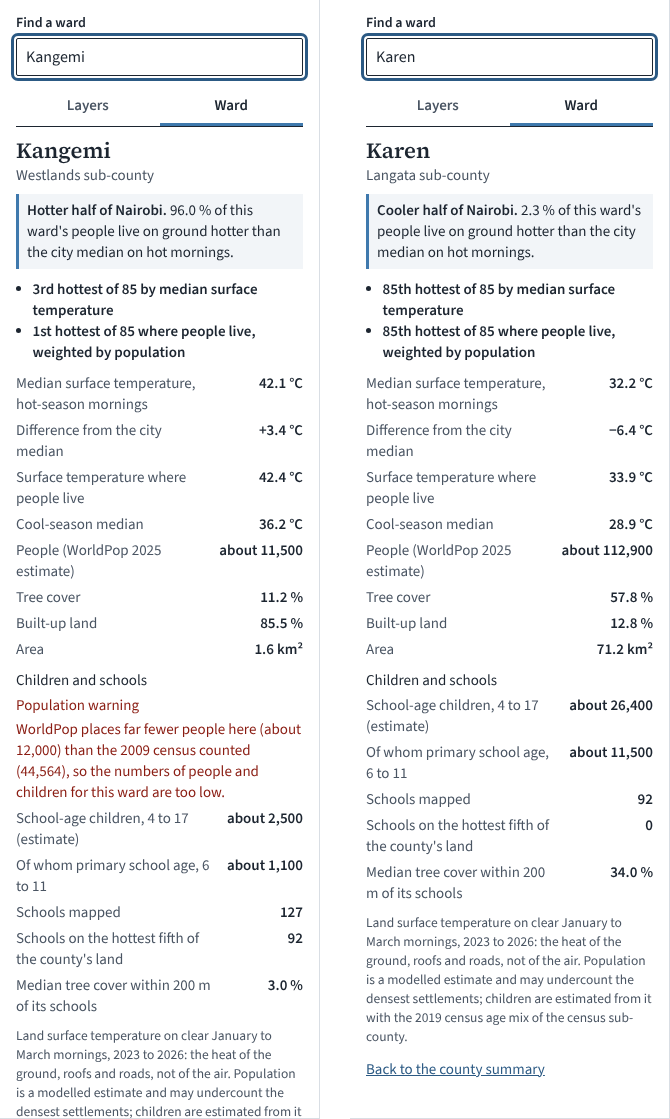 Find a ward
Kangemi
Layers
Ward
Kangemi
Westlands sub-county
Hotter half of Nairobi. 96.0 % of this
ward's people live on ground hotter than
the city median on hot mornings.
• 3rd hottest of 85 by median surface
temperature
• 1st hottest of 85 where people live,
weighted by population
Median surface temperature, 42.1 °C
hot-season mornings
Difference from the city +3.4 °C
median
Surface temperature where 42.4 °C
people live
Cool-season median 36.2 °C
People (WorldPop 2025 about 11,500
estimate)
Tree cover 11.2 %
Built-up land 85.5 %
Area 1.6 km²
Children and schools
Population warning
WorldPop places far fewer people here (about
12,000) than the 2009 census counted
(44,564), so the numbers of people and
children for this ward are too low.
School-age children, 4 to 17 about 2,500
(estimate)
Of whom primary school age, 6 about 1,100
to 11
Schools mapped 127
Schools on the hottest fifth of 92
the county's land
Median tree cover within 200 m 3.0 %
of its schools
Land surface temperature on clear January to
March mornings, 2023 to 2026: the heat of the
ground, roofs and roads, not of the air. Population
is a modelled estimate and may undercount the
densest settlements; children are estimated from it
Find a ward
Karen
Layers
Ward
Karen
Langata sub-county
Cooler half of Nairobi. 2.3 % of this ward's
people live on ground hotter than the city
median on hot mornings.
• 85th hottest of 85 by median surface
temperature
• 85th hottest of 85 where people live,
weighted by population
Median surface temperature, 32.2 °C
hot-season mornings
Difference from the city −6.4 °C
median
Surface temperature where 33.9 °C
people live
Cool-season median 28.9 °C
People (WorldPop 2025 about 112,900
estimate)
Tree cover 57.8 %
Built-up land 12.8 %
Area 71.2 km²
Children and schools
School-age children, 4 to 17 about 26,400
(estimate)
Of whom primary school age, about 11,500
6 to 11
Schools mapped 92
Schools on the hottest fifth of 0
the county's land
Median tree cover within 200 34.0 %
m of its schools
Land surface temperature on clear January to
March mornings, 2023 to 2026: the heat of the
ground, roofs and roads, not of the air. Population
is a modelled estimate and may undercount the
densest settlements; children are estimated from it
with the 2019 census age mix of the census sub-
county.
Back to the county summary